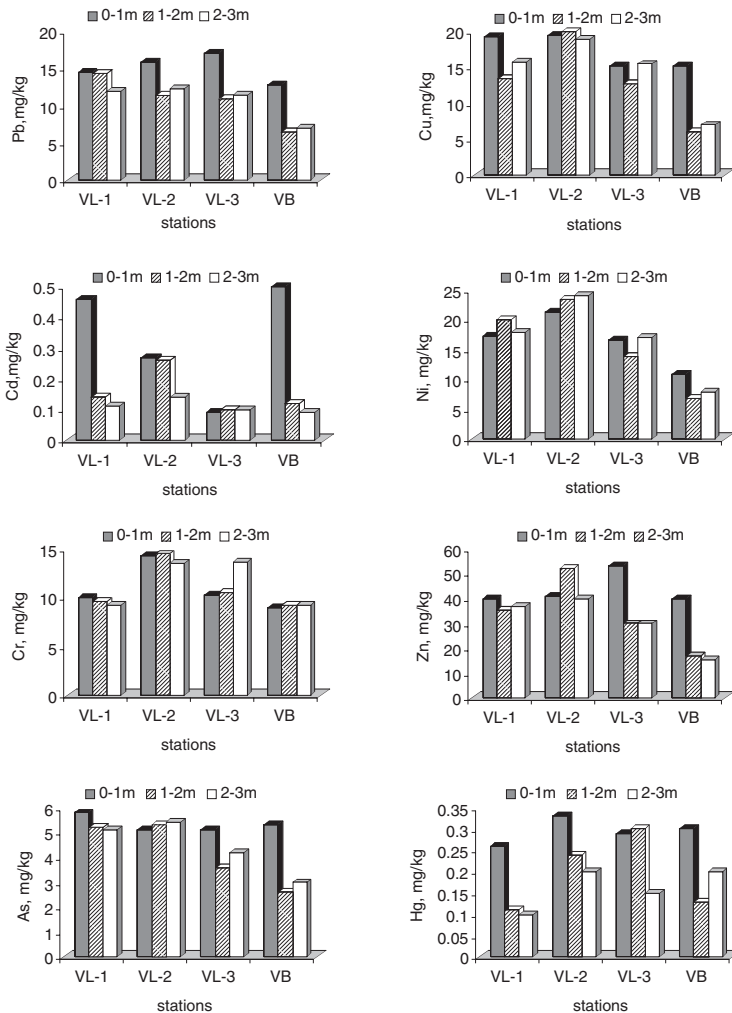 0-1m 1-2m 2-3m
Pb,mg/kg
20
15
10
5
0
VL-1 VL-2 VL-3 VB
stations
0-1m 1-2m 2-3m
Cu,mg/kg
20
15
10
5
0
VL-1 VL-2 VL-3 VB
stations
0-1m 1-2m 2-3m
Cd,mg/kg
0.5
0.4
0.3
0.2
0.1
0
VL-1 VL-2 VL-3 VB
stations
0-1m 1-2m 2-3m
Ni, mg/kg
25
20
15
10
5
0
VL-1 VL-2 VL-3 VB
stations
0-1m 1-2m 2-3m
Cr, mg/kg
15
10
5
0
VL-1 VL-2 VL-3 VB
stations
0-1m 1-2m 2-3m
Zn, mg/kg
60
50
40
30
20
10
0
VL-1 VL-2 VL-3 VB
stations
0-1m 1-2m 2-3m
As, mg/kg
6
5
4
3
2
1
0
VL-1 VL-2 VL-3 VB
stations
0-1m 1-2m 2-3m
Hg, mg/kg
0.35
0.3
0.25
0.2
0.15
0.1
0.05
0
VL-1 VL-2 VL-3 VB
stations